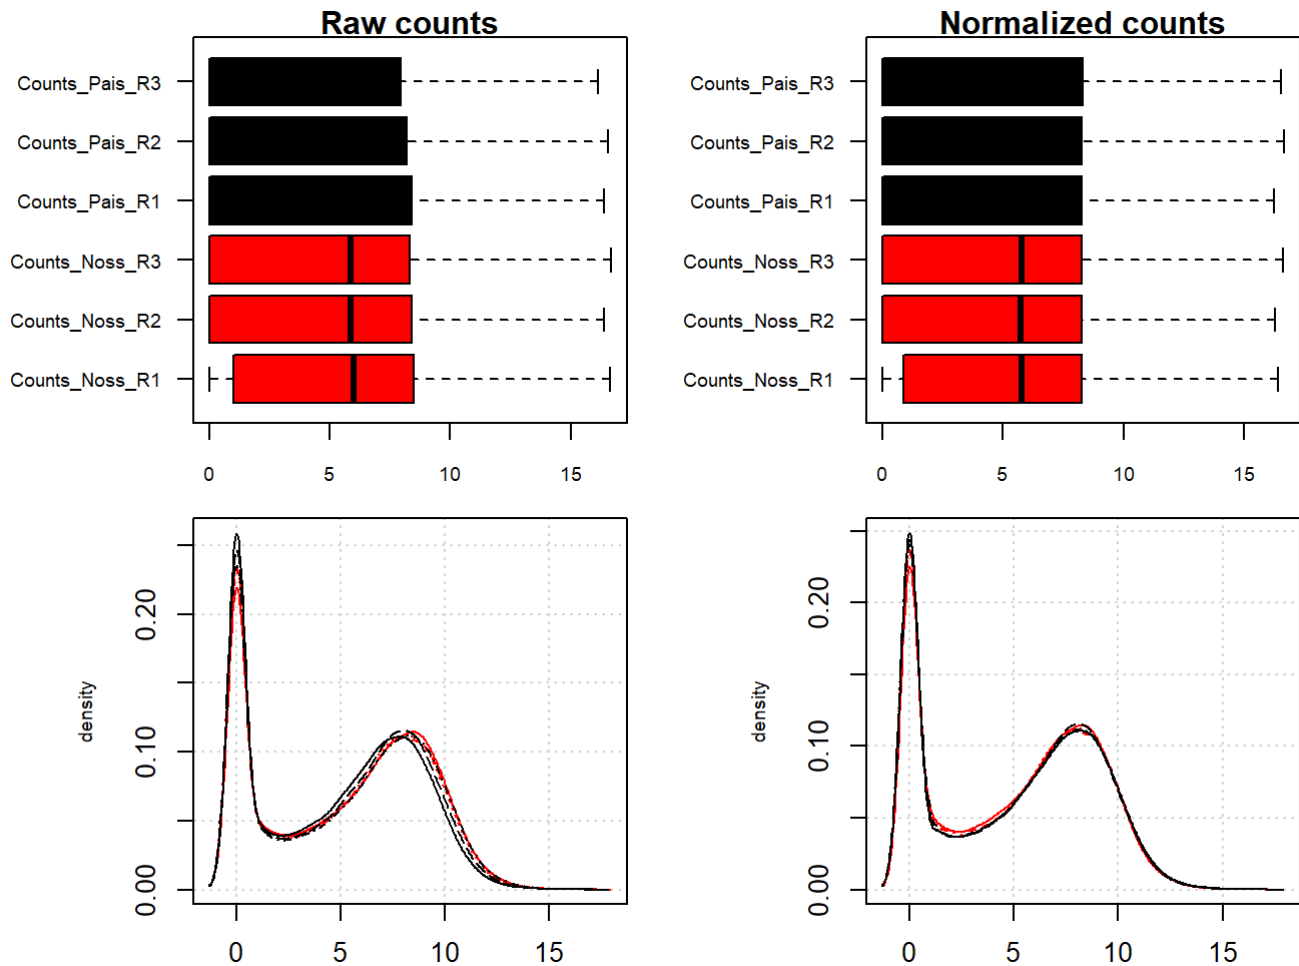 Raw counts
Counts_Pais_R3
Counts_Pais_R2
Counts_Pais_R1
Counts_Noss_R3
Counts_Noss_R2
Counts_Noss_R1
0 5 10 15
Normalized counts
Counts_Pais_R3
Counts_Pais_R2
Counts_Pais_R1
Counts_Noss_R3
Counts_Noss_R2
Counts_Noss_R1
0 5 10 15
density
0.20
0.10
0.00
0 5 10 15
density
0.20
0.10
0.00
0 5 10 15